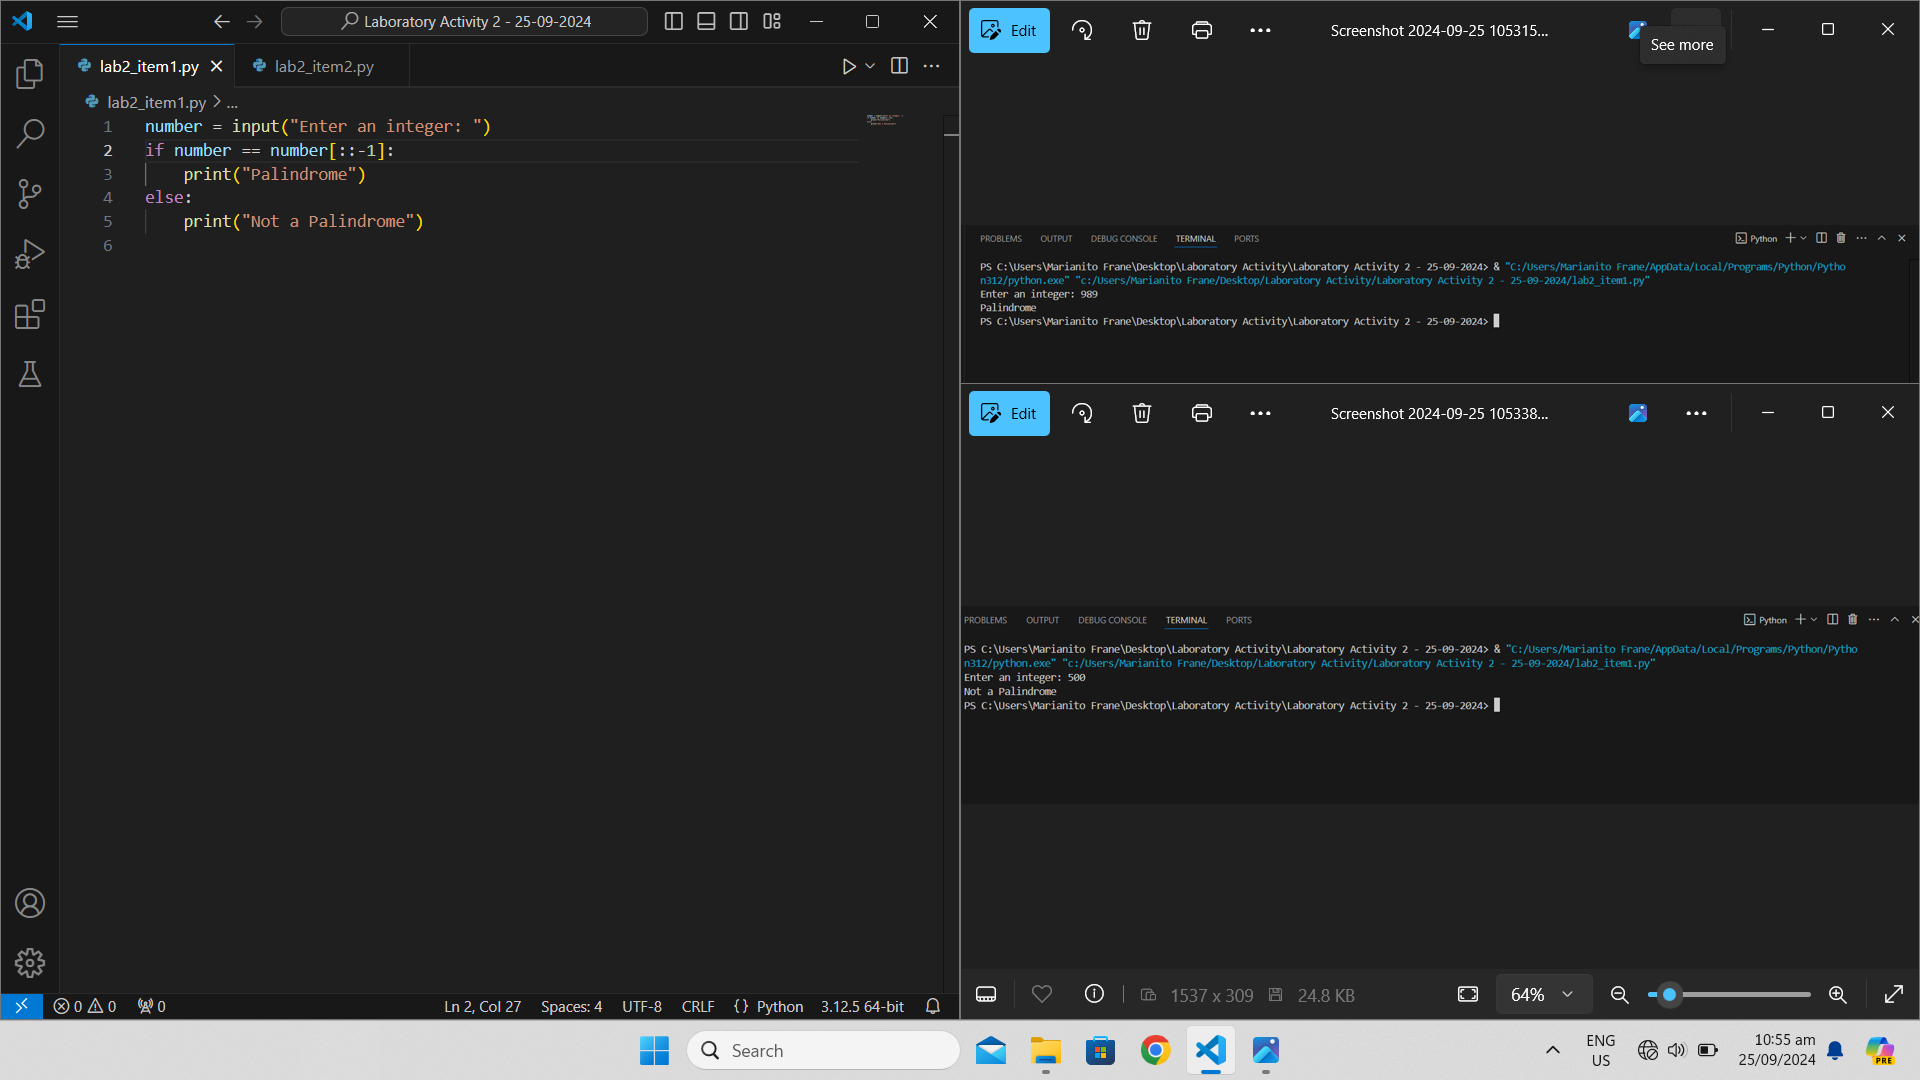 Laboratory Activity 2 - 25-09-2024
lab2_item1.py
lab2_item2.py
lab2_item1.py > ...
1 number = input("Enter an integer: ")
2 if number == number[::-1]:
3     print("Palindrome")
4 else:
5     print("Not a Palindrome")
6
0 0 0
Ln 2, Col 27 Spaces: 4 UTF-8 CRLF {} Python 3.12.5 64-bit
Edit
Screenshot 2024-09-25 105315...
See more
PROBLEMS OUTPUT DEBUG CONSOLE TERMINAL PORTS
Python
PS C:\Users\Marianito Frane\Desktop\Laboratory Activity\Laboratory Activity 2 - 25-09-2024> & "C:/Users/Marianito Frane/AppData/Local/Programs/Python/Pytho
n312/python.exe" "c:/Users/Marianito Frane/Desktop/Laboratory Activity/Laboratory Activity 2 - 25-09-2024/lab2_item1.py"
Enter an integer: 989
Palindrome
PS C:\Users\Marianito Frane\Desktop\Laboratory Activity\Laboratory Activity 2 - 25-09-2024>
Edit
Screenshot 2024-09-25 105338...
PROBLEMS OUTPUT DEBUG CONSOLE TERMINAL PORTS
Python
PS C:\Users\Marianito Frane\Desktop\Laboratory Activity\Laboratory Activity 2 - 25-09-2024> & "C:/Users/Marianito Frane/AppData/Local/Programs/Python/Pytho
n312/python.exe" "c:/Users/Marianito Frane/Desktop/Laboratory Activity/Laboratory Activity 2 - 25-09-2024/lab2_item1.py"
Enter an integer: 500
Not a Palindrome
PS C:\Users\Marianito Frane\Desktop\Laboratory Activity\Laboratory Activity 2 - 25-09-2024>
1537 x 309 24.8 KB
64%
Search
ENG
US
10:55 am
25/09/2024
PRE